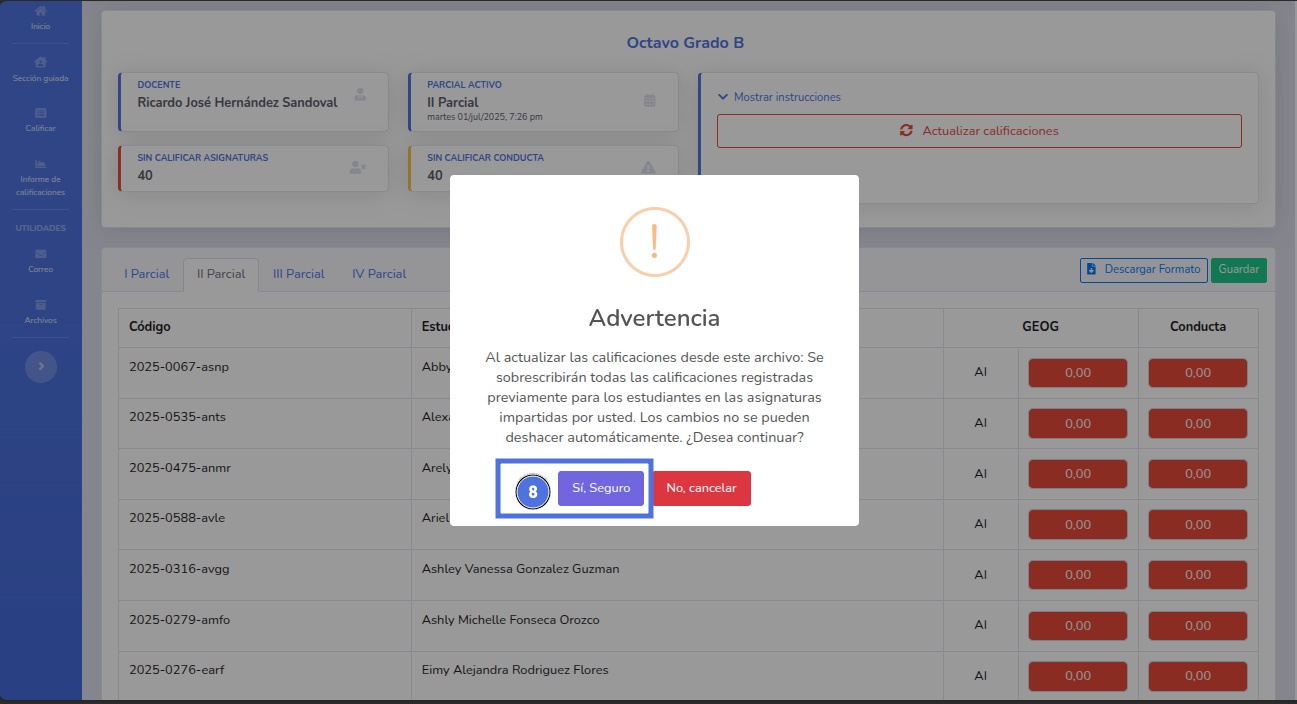 Inicio
Sección guiada
Calificar
Informe de
calificaciones
UTILIDADES
Correo
Archivos
Octavo Grado B
DOCENTE
Ricardo José Hernández Sandoval
PARCIAL ACTIVO
II Parcial
martes 01/jul/2025, 7:26 pm
SIN CALIFICAR ASIGNATURAS
40
SIN CALIFICAR CONDUCTA
40
Mostrar instrucciones
Actualizar calificaciones
I Parcial II Parcial III Parcial IV Parcial
Descargar Formato Guardar
!
Advertencia
Al actualizar las calificaciones desde este archivo: Se
sobrescribirán todas las calificaciones registradas
previamente para los estudiantes en las asignaturas
impartidas por usted. Los cambios no se pueden
deshacer automáticamente. ¿Desea continuar?
8 Sí, Seguro No, cancelar
Código Estu GEOG Conducta
2025-0067-asnp Abby AI 0,00 0,00
2025-0535-ants Alex AI 0,00 0,00
2025-0475-anmr Arely AI 0,00 0,00
2025-0588-avle Ariel AI 0,00 0,00
2025-0316-avgg Ashley Vanessa Gonzalez Guzman AI 0,00 0,00
2025-0279-amfo Ashly Michelle Fonseca Orozco AI 0,00 0,00
2025-0276-earf Eimy Alejandra Rodriguez Flores AI 0,00 0,00